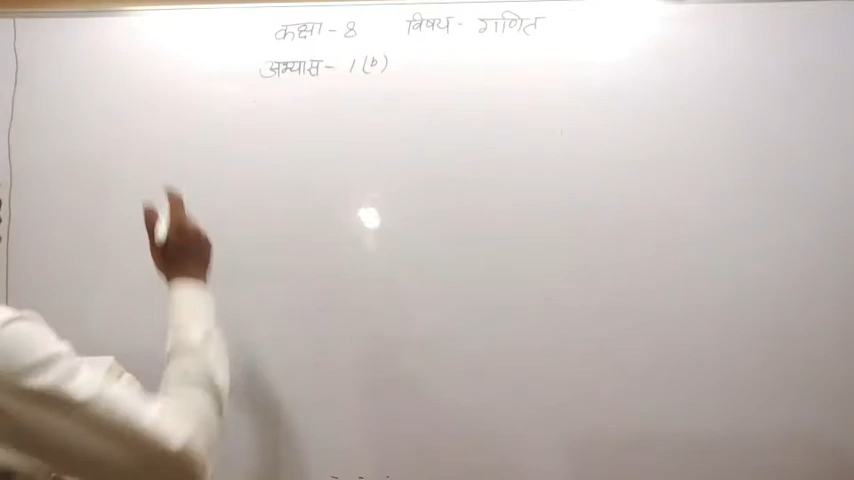 कक्षा - 8 विषय - गणित
अभ्यास - 1 (b)